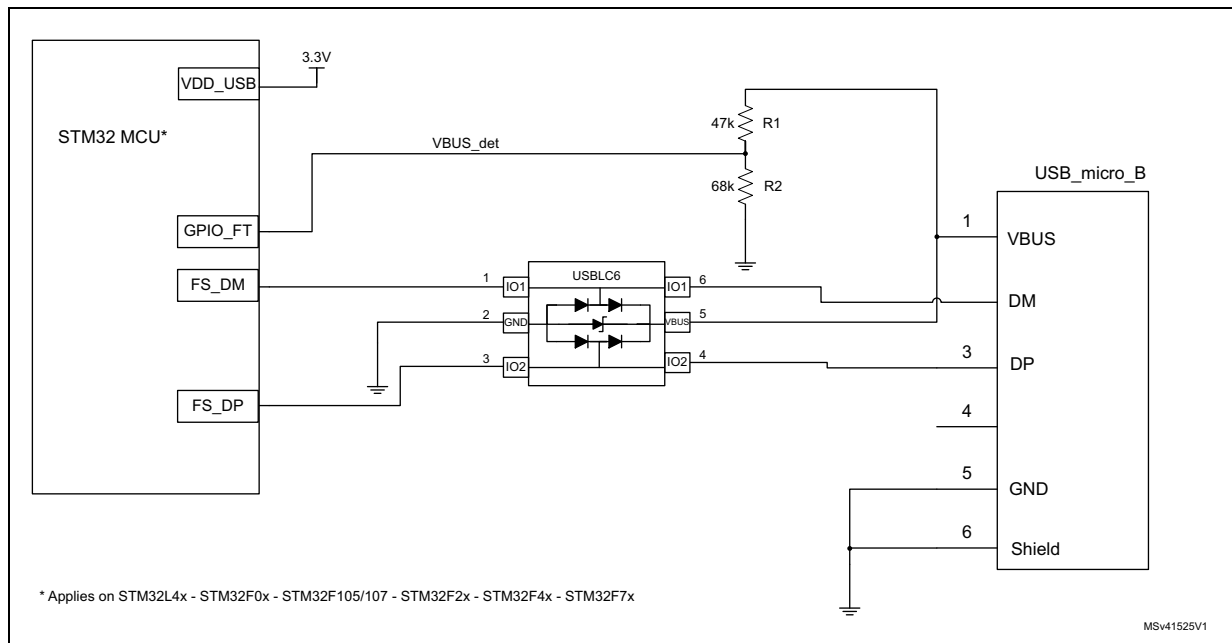 3.3V
VDD_USB
STM32 MCU*
47k R1
VBUS_det
68k R2
USB_micro_B
GPIO_FT
1
VBUS
FS_DM
USBLC6
1 IO1 IO1 6
DM
2 GND VBUS 5
3 IO2 IO2 4
3
DP
FS_DP
4
5
GND
6
Shield
* Applies on STM32L4x - STM32F0x - STM32F105/107 - STM32F2x - STM32F4x - STM32F7x
MSv41525V1